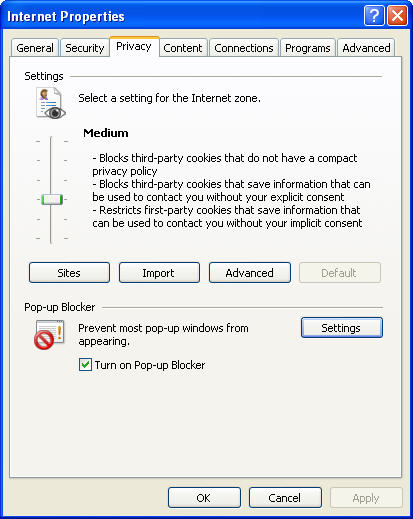 Internet Properties
General Security Privacy Content Connections Programs Advanced
Settings
Select a setting for the Internet zone.
Medium
- Blocks third-party cookies that do not have a compact
privacy policy
- Blocks third-party cookies that save information that can
be used to contact you without your explicit consent
- Restricts first-party cookies that save information that
can be used to contact you without your implicit consent
Sites Import Advanced Default
Pop-up Blocker
Prevent most pop-up windows from
appearing.
Settings
Turn on Pop-up Blocker
OK Cancel Apply